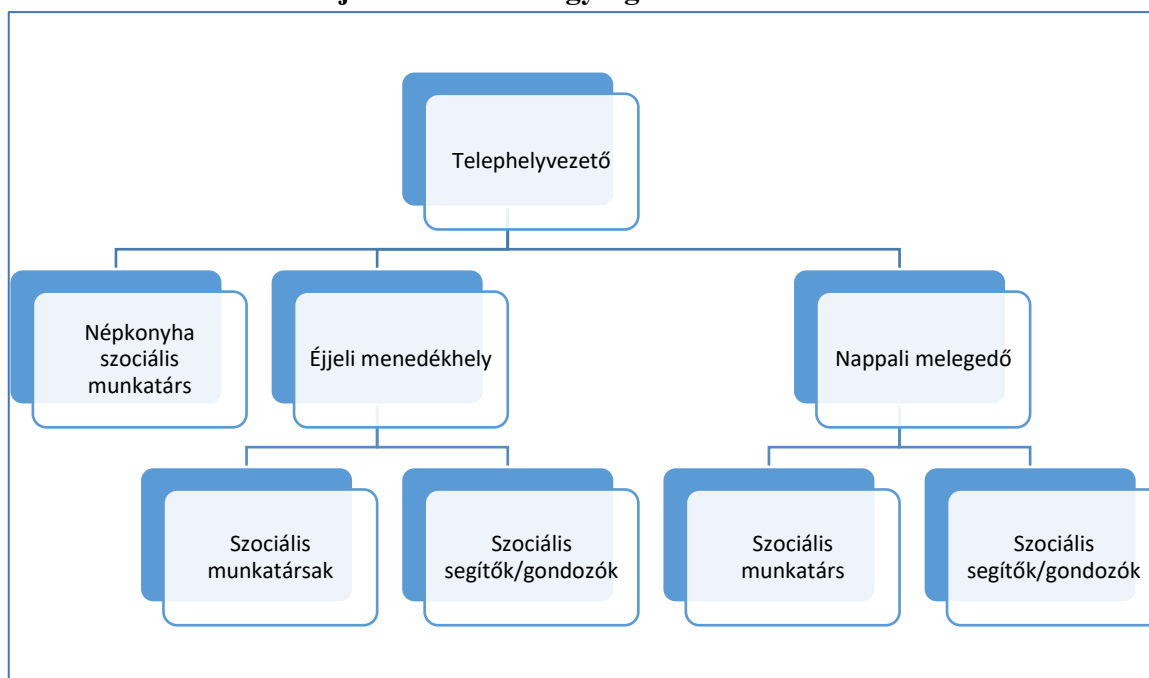 Telephelyvezető
Népkonyha
szociális
munkatárs
Éjjeli menedékhely
Nappali melegedő
Szociális
munkatársak
Szociális
segítők/gondozók
Szociális
munkatárs
Szociális
segítők/gondozók